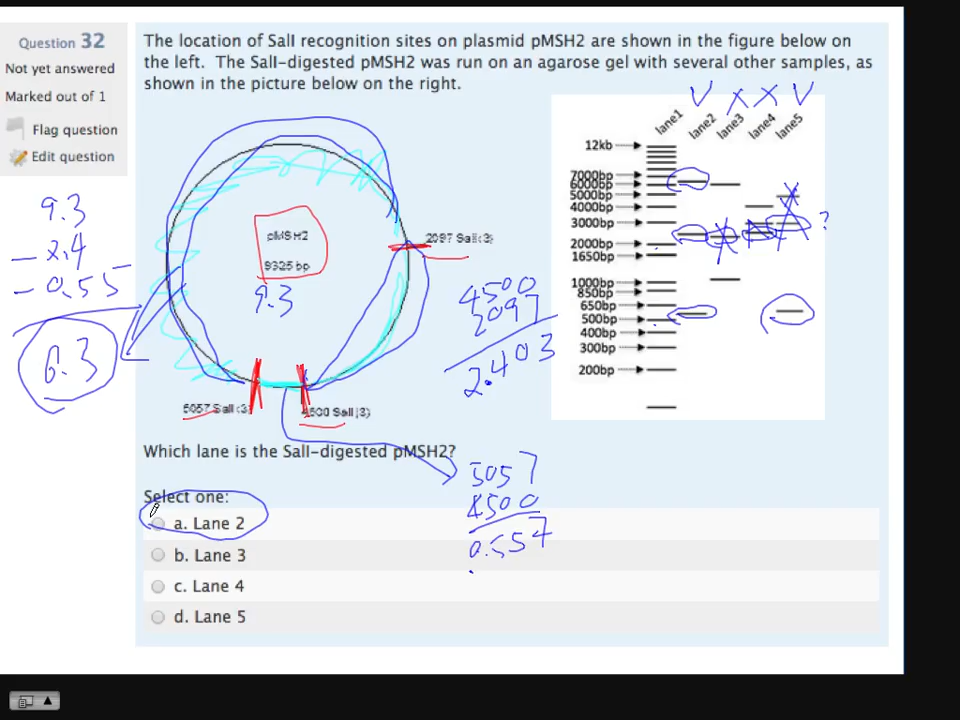 Question 32
Not yet answered
Marked out of 1
Flag question
Edit question
The location of SalI recognition sites on plasmid pMSH2 are shown in the figure below on
the left. The SalI-digested pMSH2 was run on an agarose gel with several other samples, as
shown in the picture below on the right.
9.3
- 2.4
- 0.55
6.3
pMSH2
9325 bp
9.3
2097 SalI (3)
5057 SalI (3)
4500 SalI (3)
4500
2097
2.403
5057
4500
0.557
V X X V
lane1
lane2
lane3
lane4
lane5
12kb
7000bp
6000bp
5000bp
4000bp
3000bp
2000bp
1650bp
1000bp
850bp
650bp
500bp
400bp
300bp
200bp
?
Which lane is the SalI-digested pMSH2?
Select one:
a. Lane 2
b. Lane 3
c. Lane 4
d. Lane 5